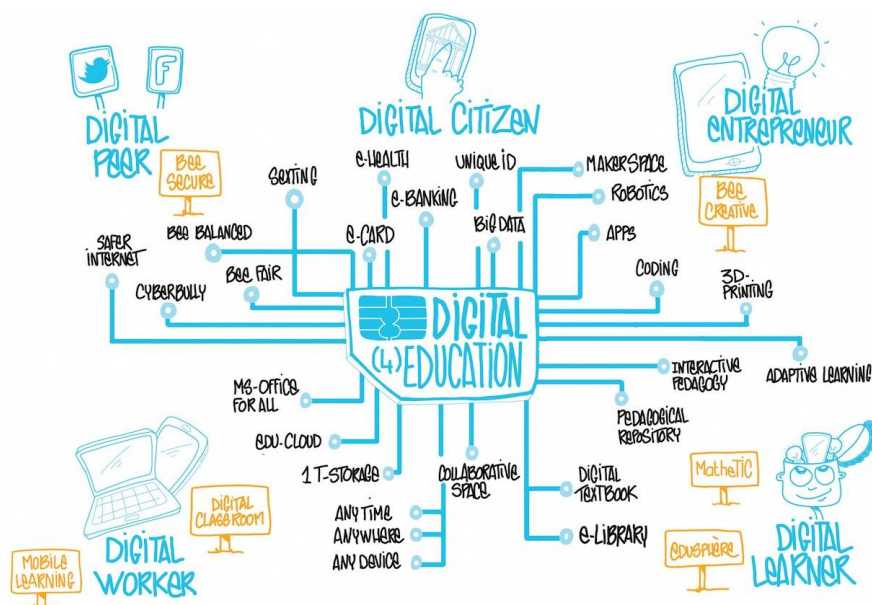 DIGITAL
PEER
BEE
SECURE
DIGITAL CITIZEN
DIGITAL
ENTREPRENEUR
BEE
CREATIVE
SEXTING
e-HEALTH
UNIQUE ID
MAKERSPACE
ROBOTICS
e-BANKING
BEE BALANCED
e-CARD
BIG DATA
APPS
SAFER
INTERNET
CYBERBULLY
BEE FAIR
CODING
3D-
PRINTING
DIGITAL
(4) EDUCATION
MS-OFFICE
FOR ALL
INTERACTIVE
PEDAGOGY
ADAPTIVE LEARNING
EDU-CLOUD
PEDAGOGICAL
REPOSITORY
1 T-STORAGE
COLLABORATIVE
SPACE
DIGITAL
TEXTBOOK
ANY TIME
ANYWHERE
ANY DEVICE
e-LIBRARY
DIGITAL
CLASSROOM
MOBILE
LEARNING
DIGITAL
WORKER
MatheTIC
eDUSPHèRE
DIGITAL
LEARNER
F